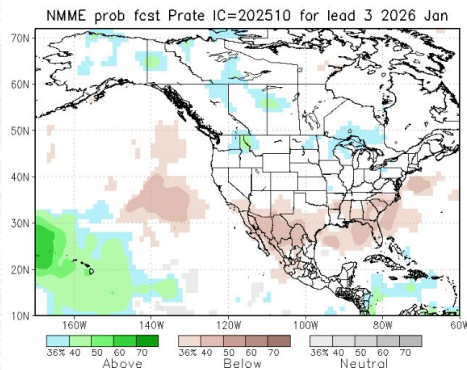 NMME prob fcst Prate IC=202510 for lead 3 2026 Jan
70N
60N
50N
40N
30N
20N
10N
160W 140W 120W 100W 80W 60W
36% 40 50 60 70 36% 40 50 60 70 36% 40 50 60 70
Above Below Neutral